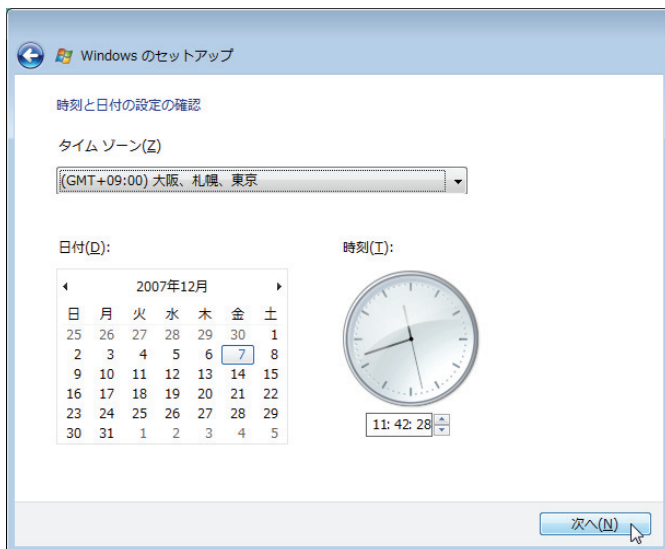 Windows のセットアップ
時刻と日付の設定の確認
タイム ゾーン(Z)
(GMT+09:00) 大阪、札幌、東京
日付(D):
時刻(T):
2007年12月
日 月 火 水 木 金 土
25 26 27 28 29 30 1
2 3 4 5 6 7 8
9 10 11 12 13 14 15
16 17 18 19 20 21 22
23 24 25 26 27 28 29
30 31 1 2 3 4 5
11: 42: 28
次へ(N)